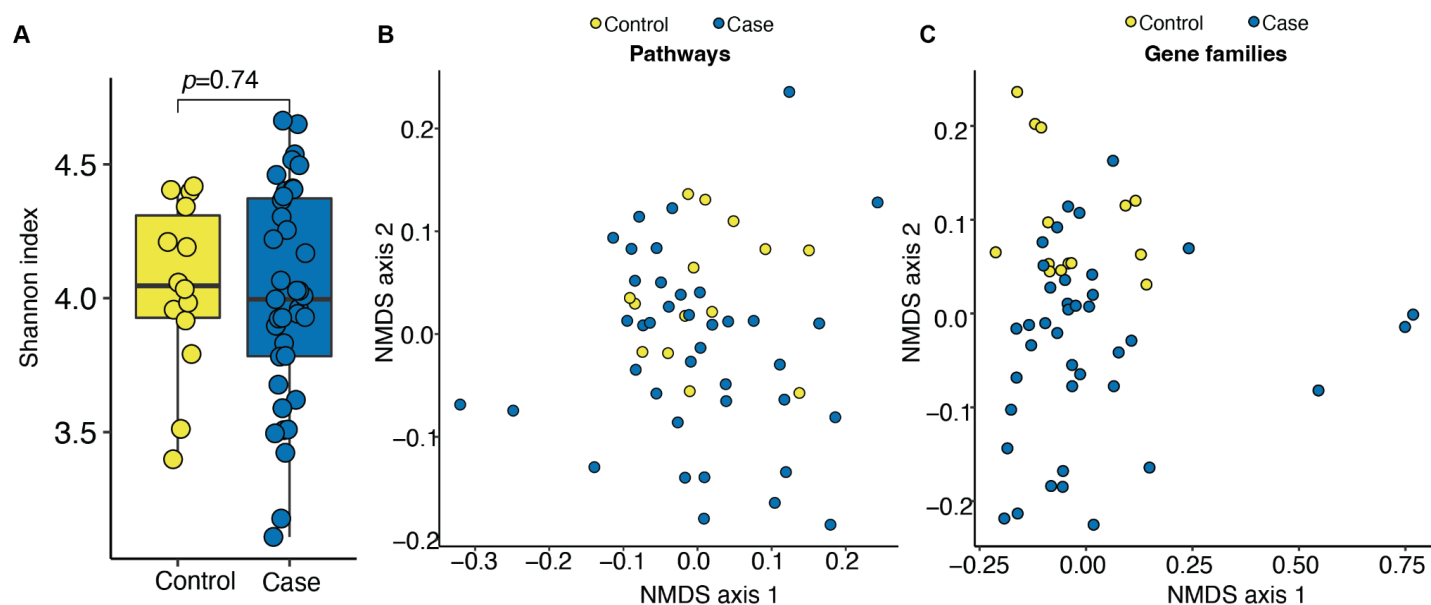 A
p=0.74
Shannon index
4.5
4.0
3.5
Control Case
B
Control Case
Pathways
NMDS axis 2
0.2
0.1
0.0
−0.1
−0.2
−0.3 −0.2 −0.1 0.0 0.1 0.2
NMDS axis 1
C
Control Case
Gene families
NMDS axis 2
0.2
0.1
0.0
−0.1
−0.2
−0.25 0.00 0.25 0.50 0.75
NMDS axis 1